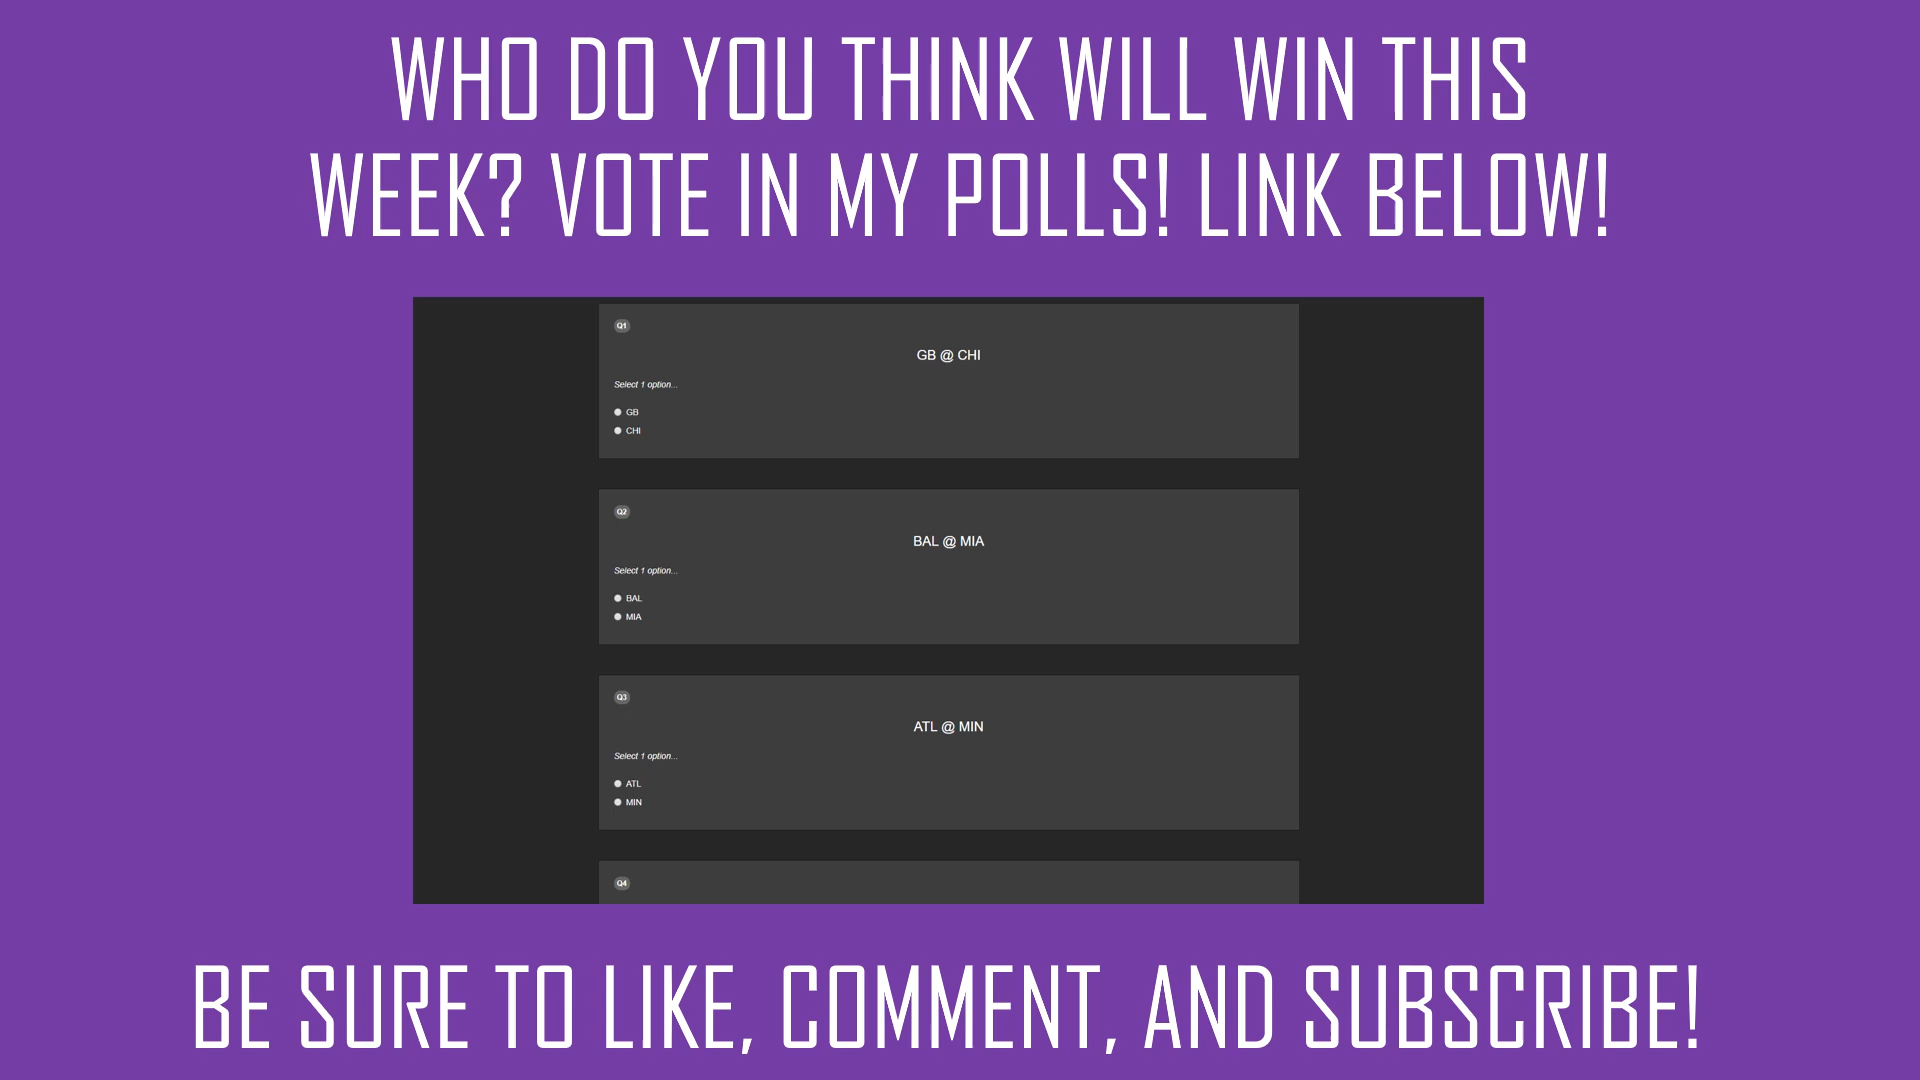 WHO DO YOU THINK WILL WIN THIS
WEEK? VOTE IN MY POLLS! LINK BELOW!
Q1
GB @ CHI
Select 1 option...
GB
CHI
Q2
BAL @ MIA
Select 1 option...
BAL
MIA
Q3
ATL @ MIN
Select 1 option...
ATL
MIN
Q4
BE SURE TO LIKE, COMMENT, AND SUBSCRIBE!